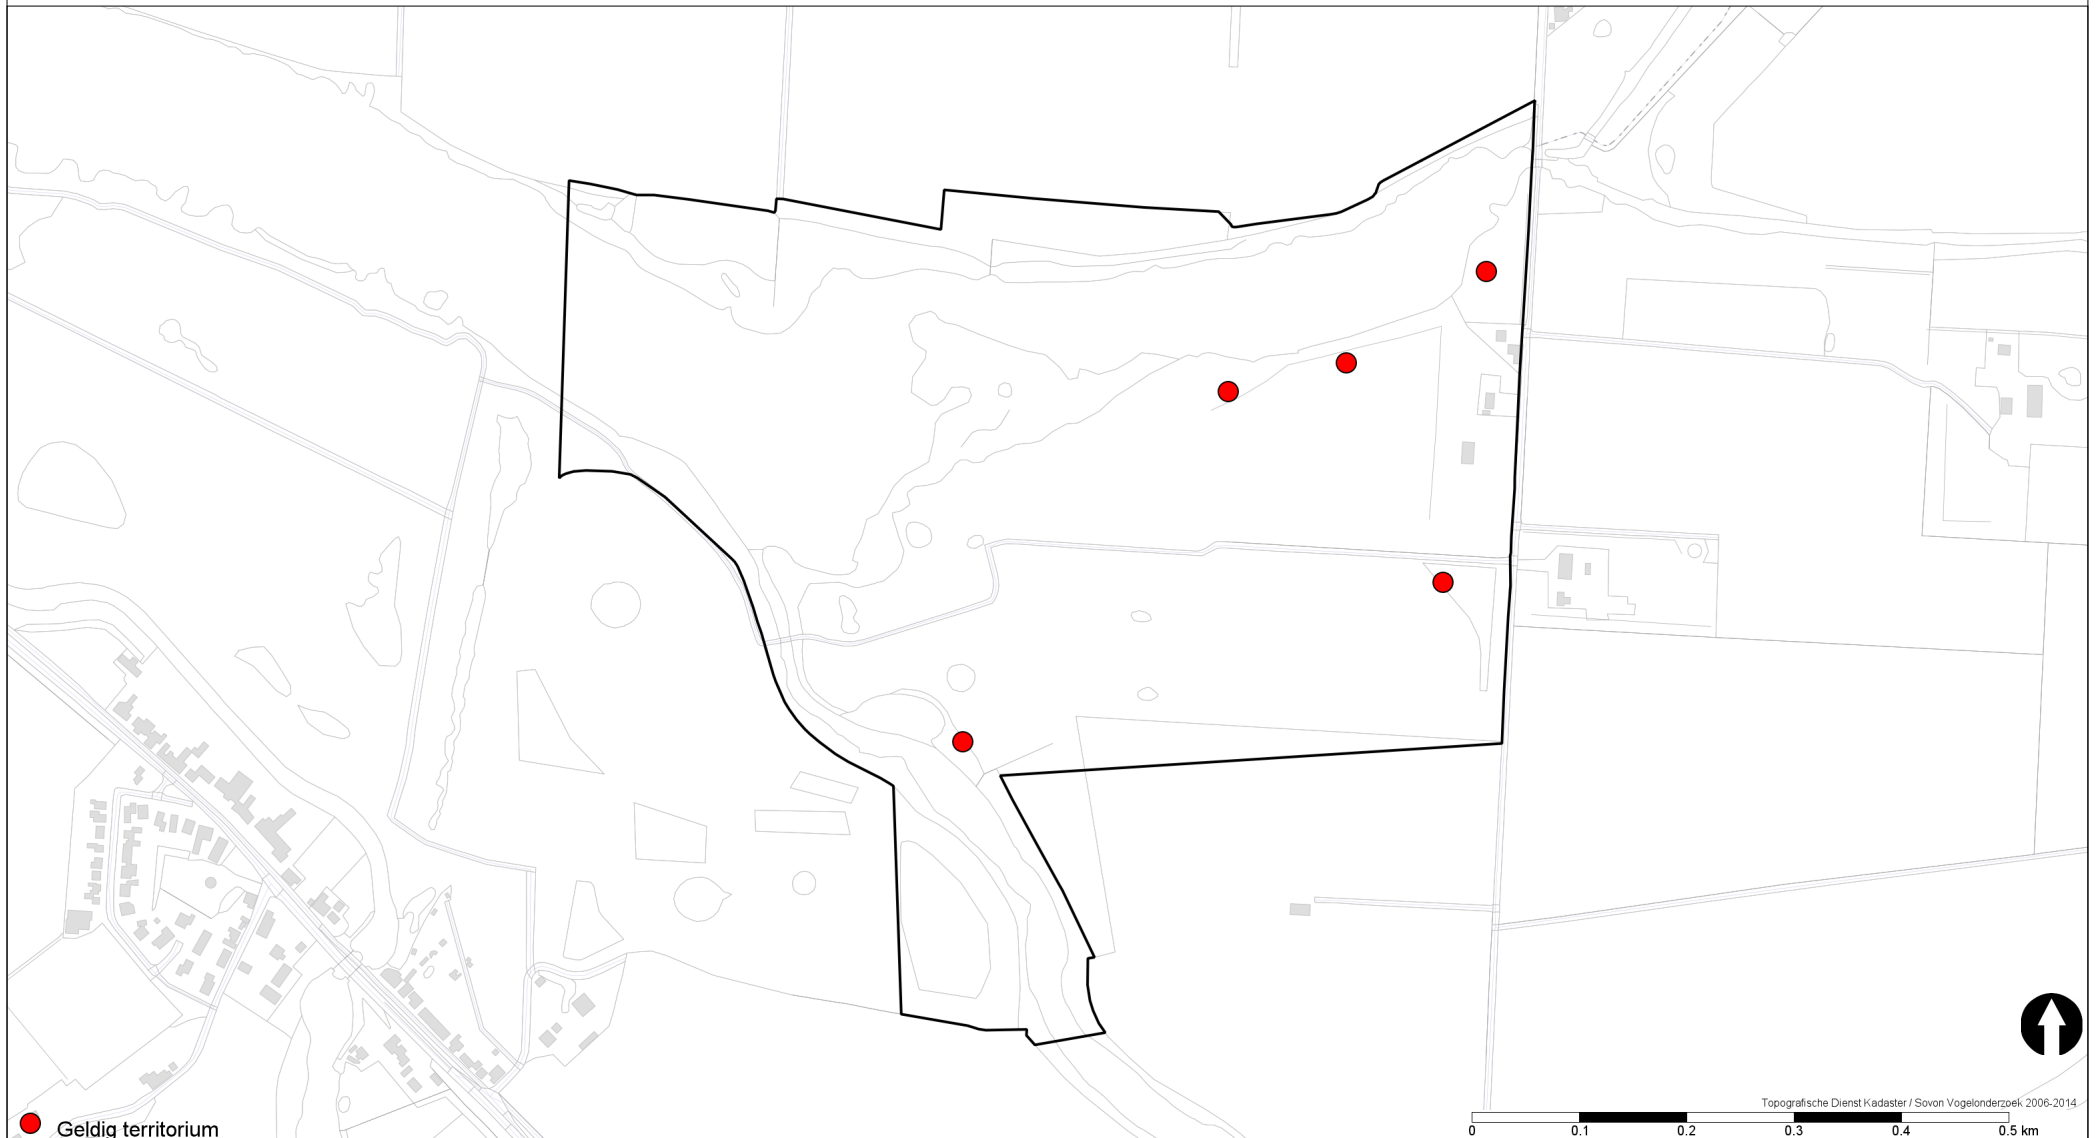 Topografische Dienst Kadaster / Sovon Vogelonderzoek 2006-2014
0 0.1 0.2 0.3 0.4 0.5 km
Geldig territorium